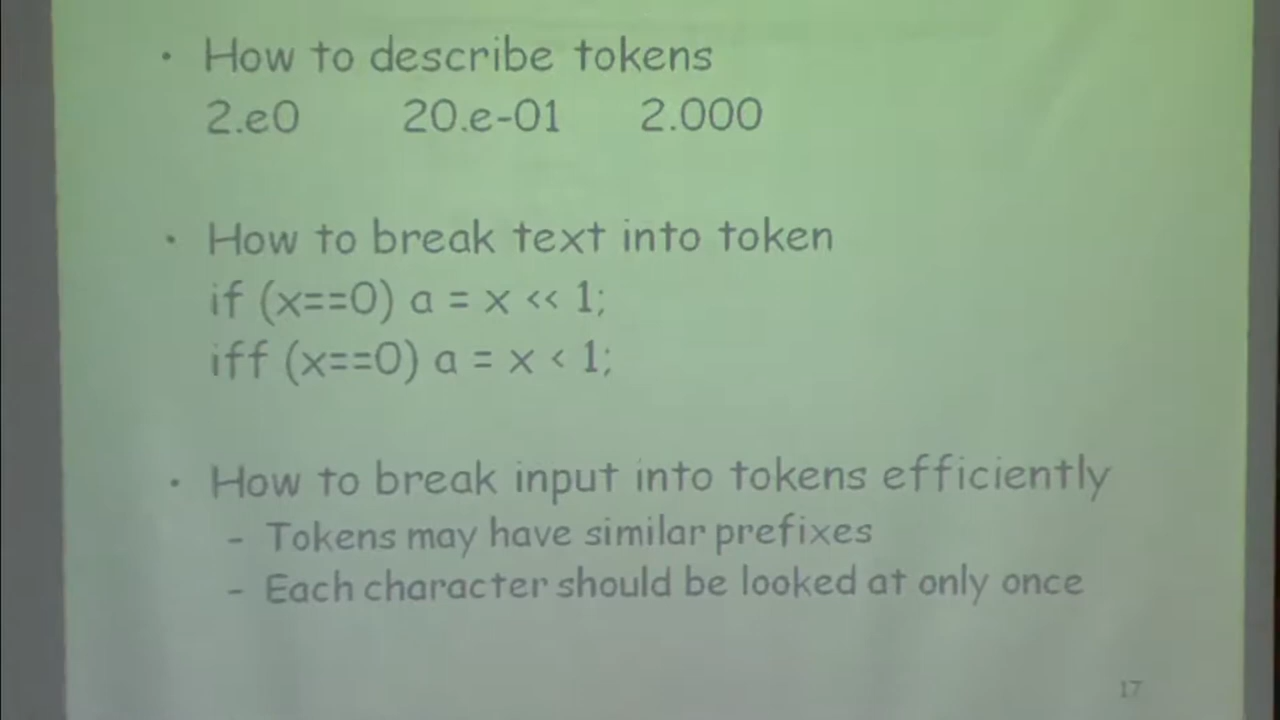 • How to describe tokens
2.e0 20.e-01 2.000
• How to break text into token
if (x==0) a = x << 1;
iff (x==0) a = x < 1;
• How to break input into tokens efficiently
- Tokens may have similar prefixes
- Each character should be looked at only once
17